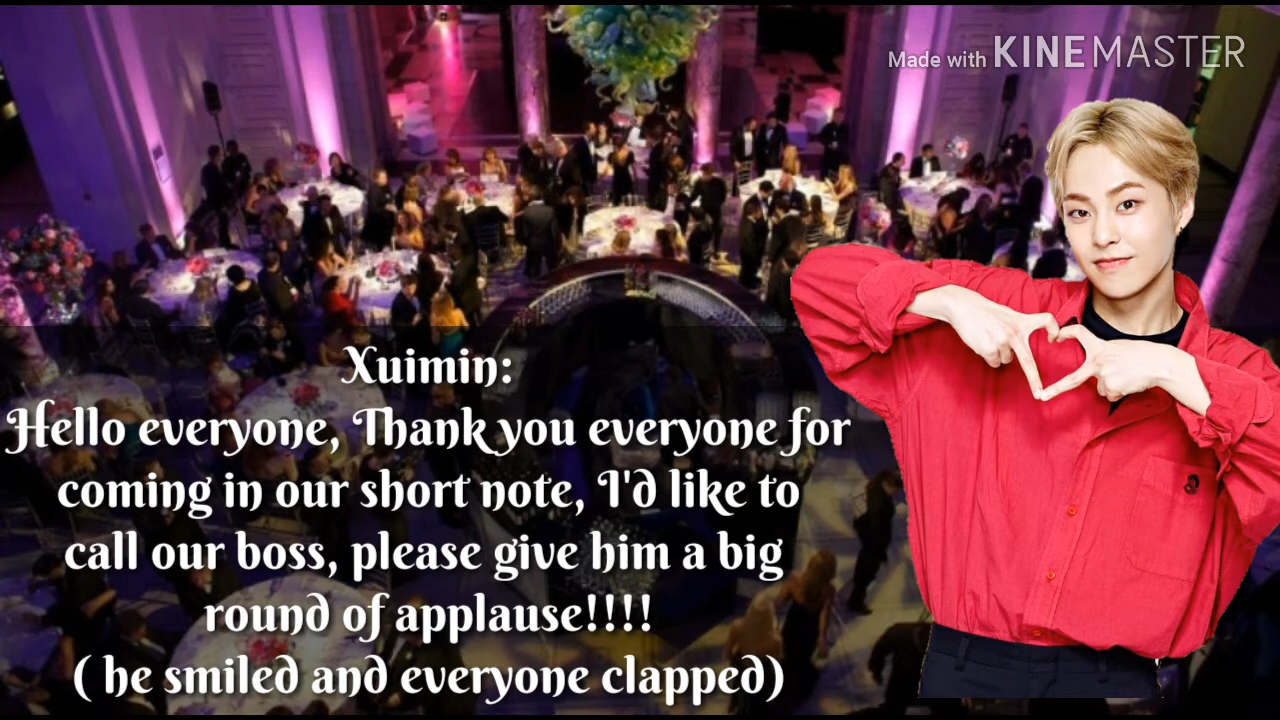 Made with KINEMASTER
Xuimin:
Hello everyone, Thank you everyone for
coming in our short note, I'd like to
call our boss, please give him a big
round of applause!!!!
( he smiled and everyone clapped)